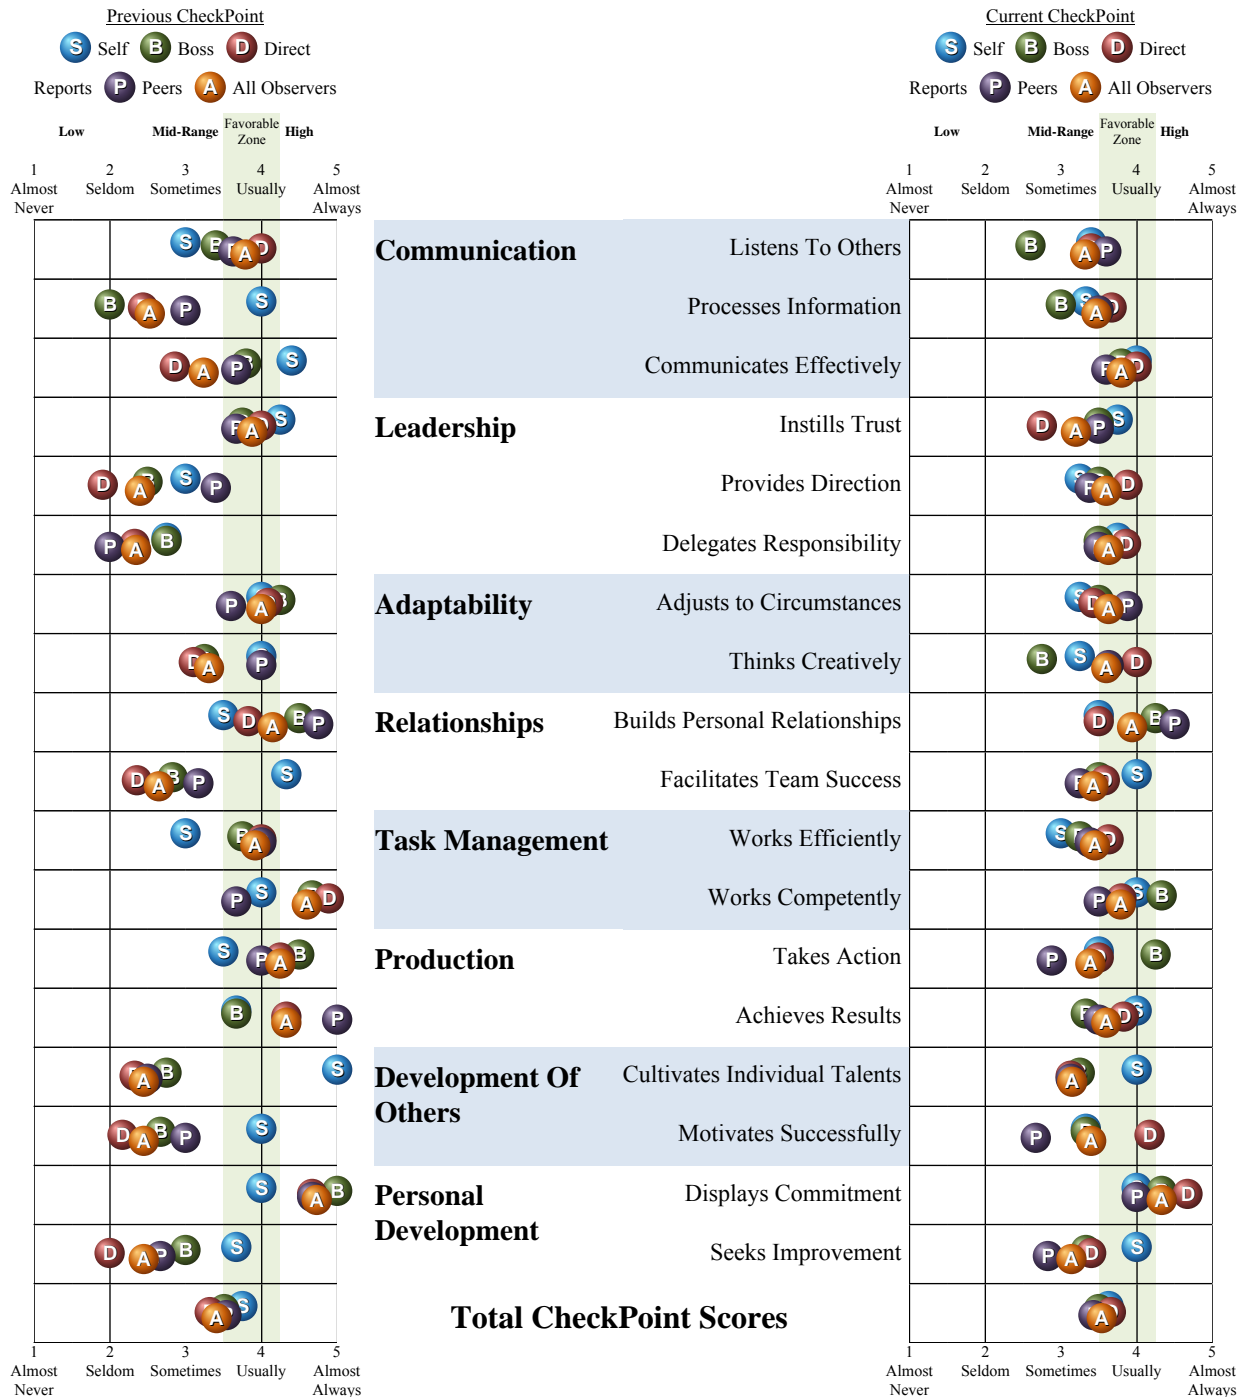 Previous CheckPoint
S Self B Boss D Direct
Reports P Peers A All Observers
Low Mid-Range Favorable Zone High
1 2 3 4 5
Almost Never Seldom Sometimes Usually Almost Always
Current CheckPoint
S Self B Boss D Direct
Reports P Peers A All Observers
Low Mid-Range Favorable Zone High
1 2 3 4 5
Almost Never Seldom Sometimes Usually Almost Always
Communication
Listens To Others
Processes Information
Communicates Effectively
Leadership
Instills Trust
Provides Direction
Delegates Responsibility
Adaptability
Adjusts to Circumstances
Thinks Creatively
Relationships
Builds Personal Relationships
Facilitates Team Success
Task Management
Works Efficiently
Works Competently
Production
Takes Action
Achieves Results
Development Of
Others
Cultivates Individual Talents
Motivates Successfully
Personal
Development
Displays Commitment
Seeks Improvement
Total CheckPoint Scores
1 2 3 4 5
Almost Never Seldom Sometimes Usually Almost Always
1 2 3 4 5
Almost Never Seldom Sometimes Usually Almost Always